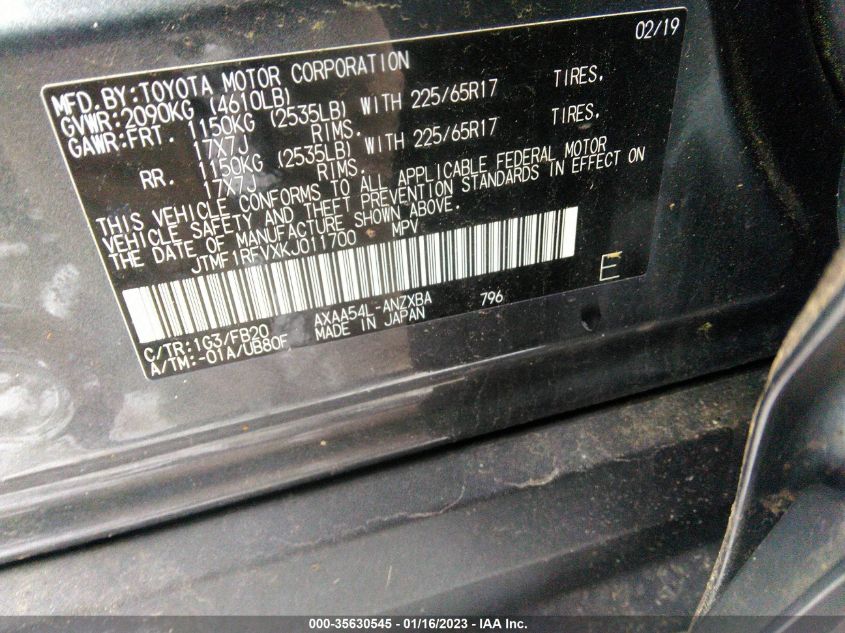 02/19
MFD.BY:TOYOTA MOTOR CORPORATION
GVWR:2090KG (4610LB)
GAWR:FRT. 1150KG (2535LB) WITH 225/65R17 TIRES.
17X7J RIMS.
RR. 1150KG (2535LB) WITH 225/65R17 TIRES.
17X7J RIMS.
THIS VEHICLE CONFORMS TO ALL APPLICABLE FEDERAL MOTOR
VEHICLE SAFETY AND THEFT PREVENTION STANDARDS IN EFFECT ON
THE DATE OF MANUFACTURE SHOWN ABOVE.
JTMF1RFVXKJ011700 MPV
E
C/TR:1G3/FB20 AXAA54L-ANZXBA 796
A/TM:-01A/UB80F MADE IN JAPAN
000-35630545 - 01/16/2023 - IAA Inc.